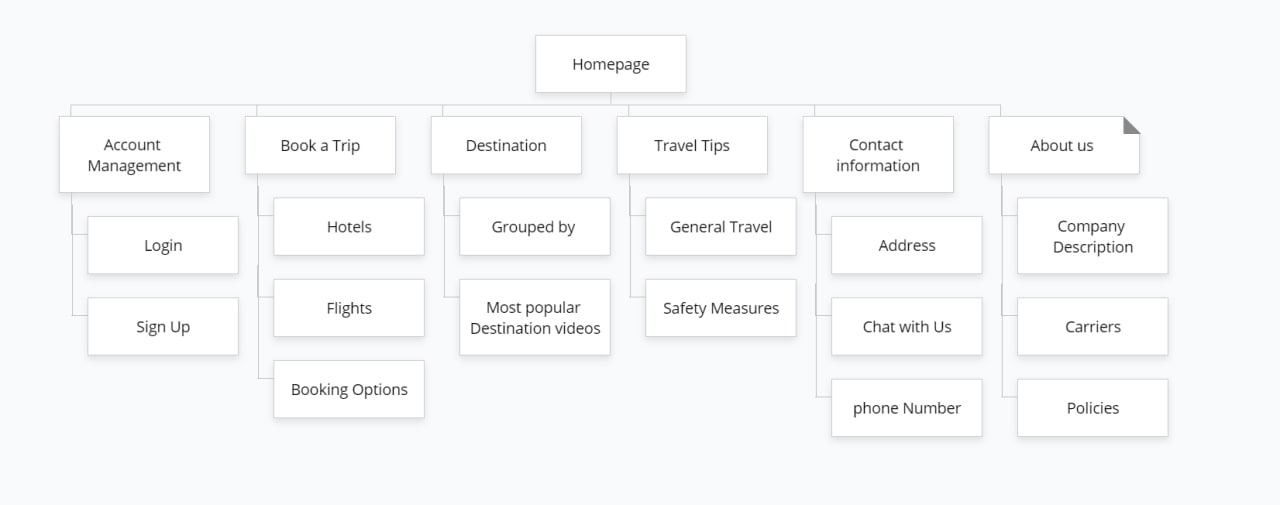 Homepage
Account
Management
Book a Trip
Destination
Travel Tips
Contact
information
About us
Login
Sign Up
Hotels
Flights
Booking Options
Grouped by
Most popular
Destination videos
General Travel
Safety Measures
Address
Chat with Us
phone Number
Company
Description
Carriers
Policies